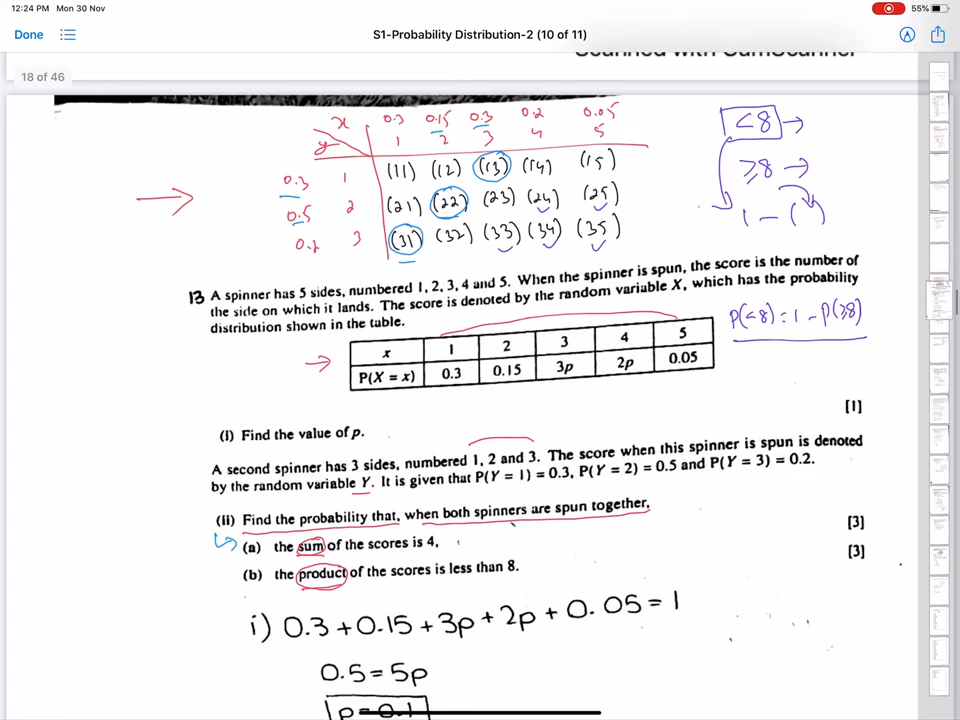 12:24 PM Mon 30 Nov
55%
Done
S1-Probability Distribution-2 (10 of 11)
Scanned with CamScanner
18 of 46
x 0.3 0.15 0.3 0.2 0.05
y 1 2 3 4 5
0.3 1 (11) (12) (13) (14) (15)
0.5 2 (21) (22) (23) (24) (25)
0.2 3 (31) (32) (33) (34) (35)
<8 →
≥8 →
1 - ( )
13 A spinner has 5 sides, numbered 1, 2, 3, 4 and 5. When the spinner is spun, the score is the number of
the side on which it lands. The score is denoted by the random variable X, which has the probability
distribution shown in the table.
P(<8) = 1 - P(≥8)
x 1 2 3 4 5
P(X = x) 0.3 0.15 3p 2p 0.05
(i) Find the value of p. [1]
A second spinner has 3 sides, numbered 1, 2 and 3. The score when this spinner is spun is denoted
by the random variable Y. It is given that P(Y = 1) = 0.3, P(Y = 2) = 0.5 and P(Y = 3) = 0.2.
(ii) Find the probability that, when both spinners are spun together,
(a) the sum of the scores is 4, [3]
(b) the product of the scores is less than 8. [3]
i) 0.3 + 0.15 + 3p + 2p + 0.05 = 1
0.5 = 5p
p = 0.1